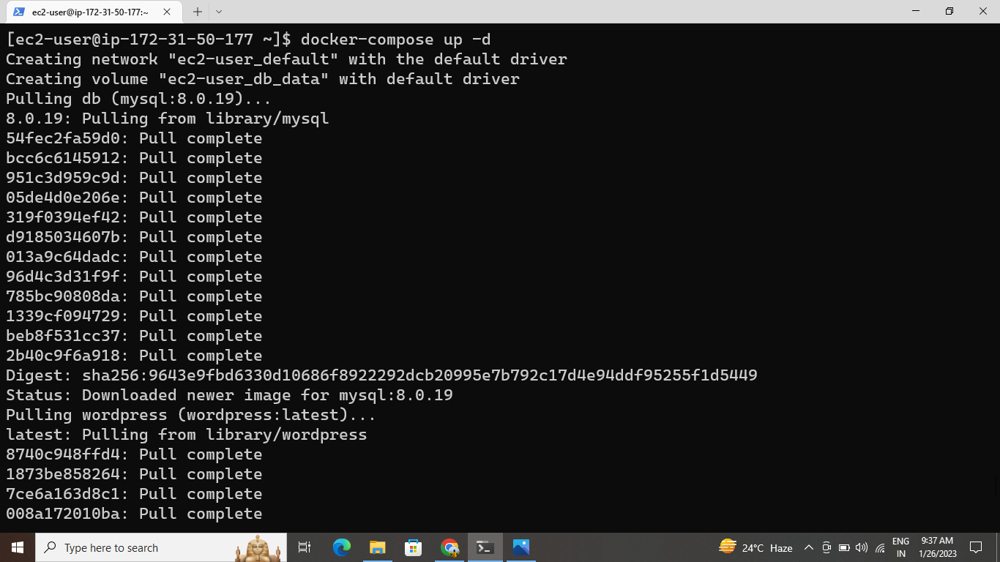 ec2-user@ip-172-31-50-177:~
[ec2-user@ip-172-31-50-177 ~]$ docker-compose up -d
Creating network "ec2-user_default" with the default driver
Creating volume "ec2-user_db_data" with default driver
Pulling db (mysql:8.0.19)...
8.0.19: Pulling from library/mysql
54fec2fa59d0: Pull complete
bcc6c6145912: Pull complete
951c3d959c9d: Pull complete
05de4d0e206e: Pull complete
319f0394ef42: Pull complete
d9185034607b: Pull complete
013a9c64dadc: Pull complete
96d4c3d31f9f: Pull complete
785bc90808da: Pull complete
1339cf094729: Pull complete
beb8f531cc37: Pull complete
2b40c9f6a918: Pull complete
Digest: sha256:9643e9fbd6330d10686f8922292dcb20995e7b792c17d4e94ddf95255f1d5449
Status: Downloaded newer image for mysql:8.0.19
Pulling wordpress (wordpress:latest)...
latest: Pulling from library/wordpress
8740c948ffd4: Pull complete
1873be858264: Pull complete
7ce6a163d8c1: Pull complete
008a172010ba: Pull complete
Type here to search
24°C Haze
ENG
IN
9:37 AM
1/26/2023